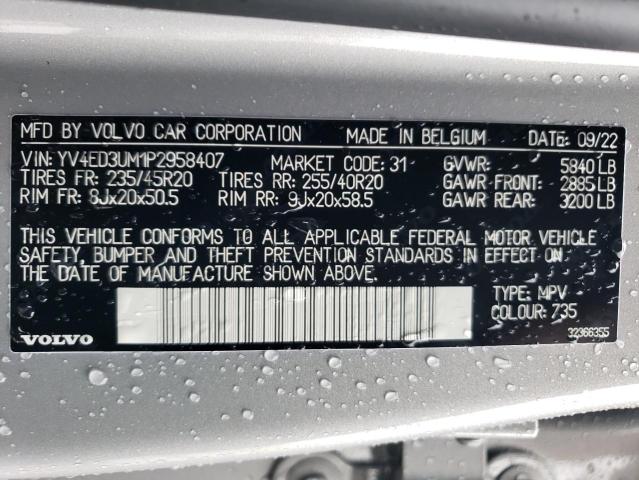 MFD BY VOLVO CAR CORPORATION MADE IN BELGIUM DATE: 09/22
VIN: YV4ED3UM1P2958407 MARKET CODE: 31 GVWR: 5840 LB
TIRES FR: 235/45R20 TIRES RR: 255/40R20 GAWR FRONT: 2885 LB
RIM FR: 8Jx20x50.5 RIM RR: 9Jx20x58.5 GAWR REAR: 3200 LB
THIS VEHICLE CONFORMS TO ALL APPLICABLE FEDERAL MOTOR VEHICLE
SAFETY, BUMPER AND THEFT PREVENTION STANDARDS IN EFFECT ON
THE DATE OF MANUFACTURE SHOWN ABOVE.
TYPE: MPV
COLOUR: 735
VOLVO 32366355